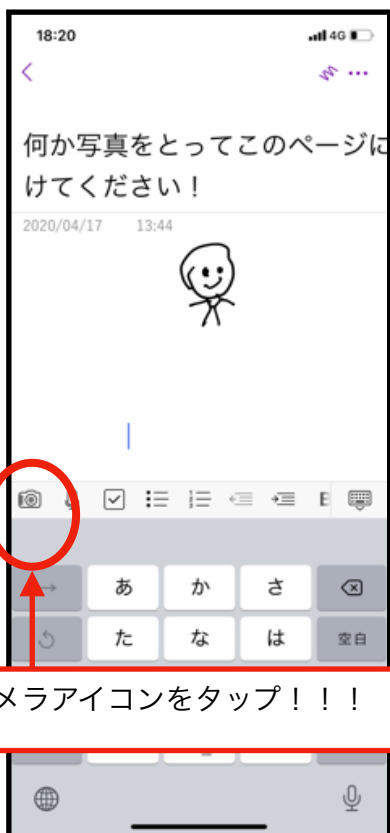 18:20
4G
何か写真をとってこのページに
けてください！
2020/04/17 13:44
B
→
あ
か
さ
た
な
は
空白
メラアイコンをタップ！！！